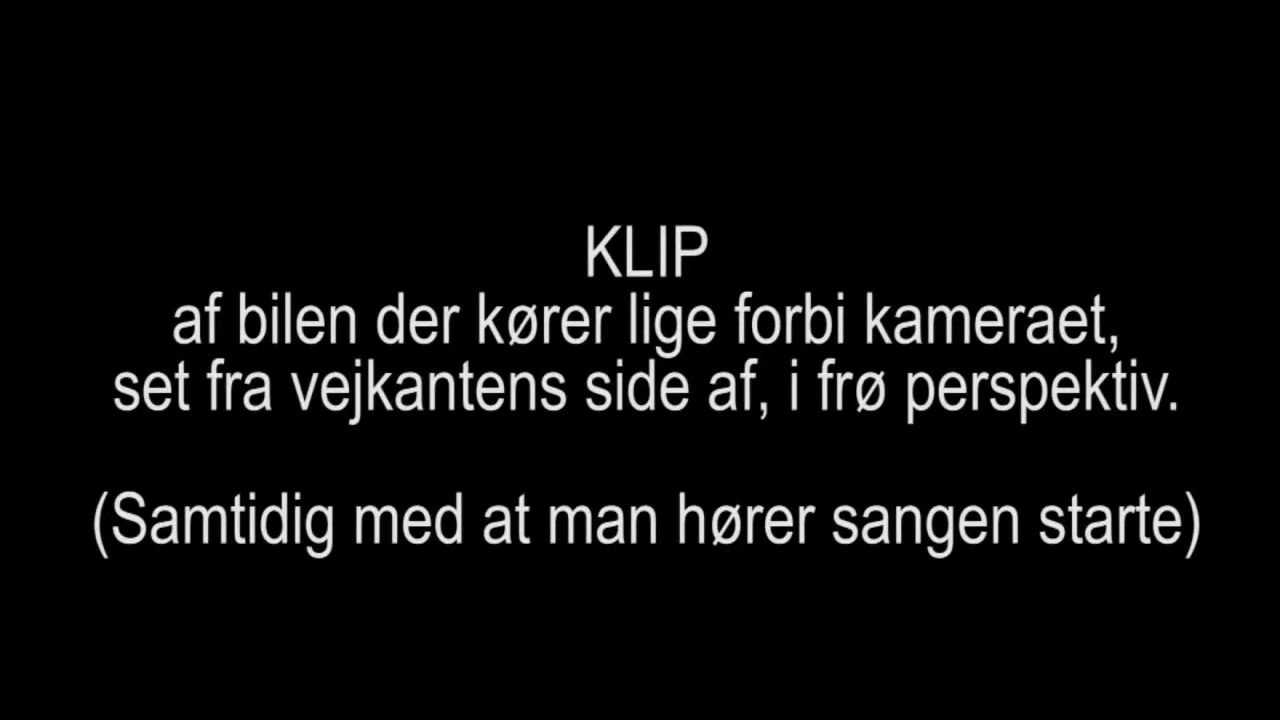 KLIP
af bilen der kører lige forbi kameraet,
set fra vejkantens side af, i frø perspektiv.
(Samtidig med at man hører sangen starte)